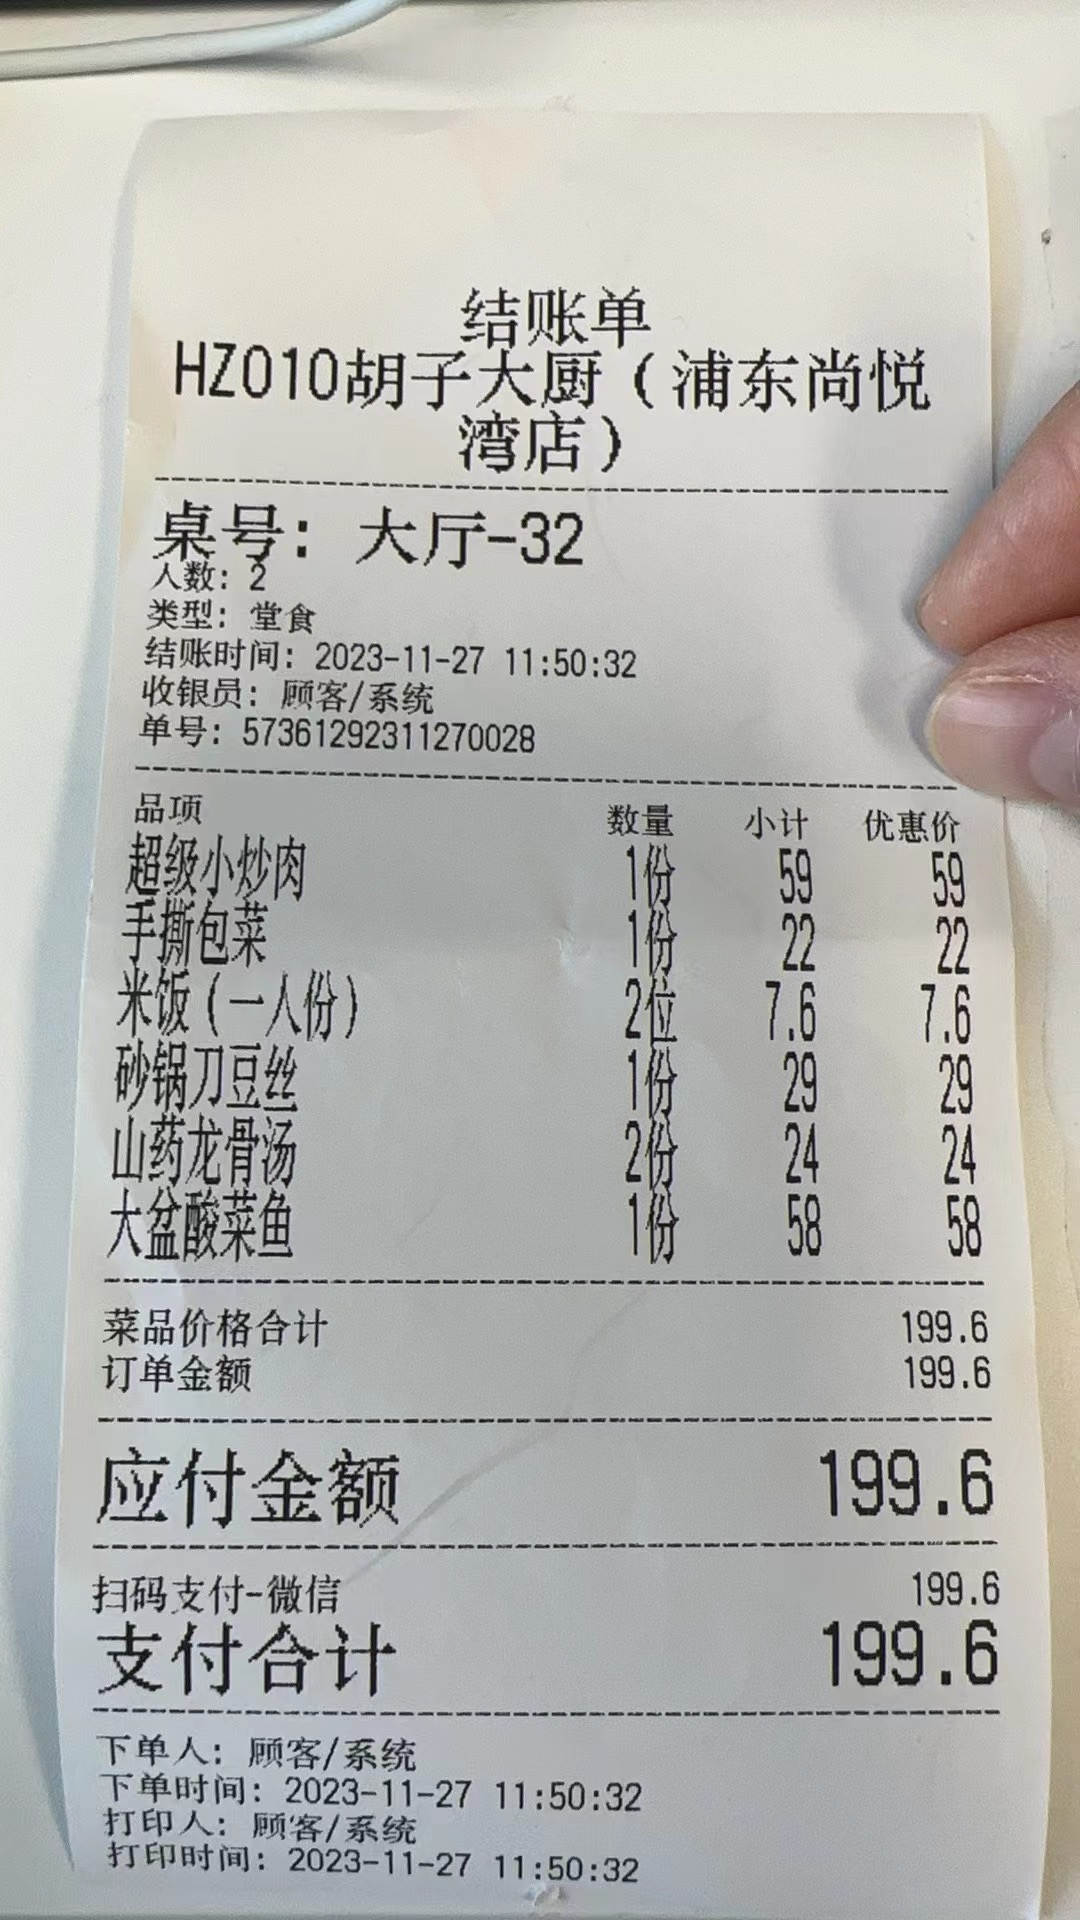 结账单
HZ010胡子大厨（浦东尚悦
湾店）
桌号：大厅-32
人数：2
类型：堂食
结账时间：2023-11-27 11:50:32
收银员：顾客/系统
单号：57361292311270028
品项 数量 小计 优惠价
超级小炒肉 1份 59 59
手撕包菜 1份 22 22
米饭（一人份） 2位 7.6 7.6
砂锅刀豆丝 1份 29 29
山药龙骨汤 2份 24 24
大盆酸菜鱼 1份 58 58
菜品价格合计 199.6
订单金额 199.6
应付金额 199.6
扫码支付-微信 199.6
支付合计 199.6
下单人：顾客/系统
下单时间：2023-11-27 11:50:32
打印人：顾客/系统
打印时间：2023-11-27 11:50:32